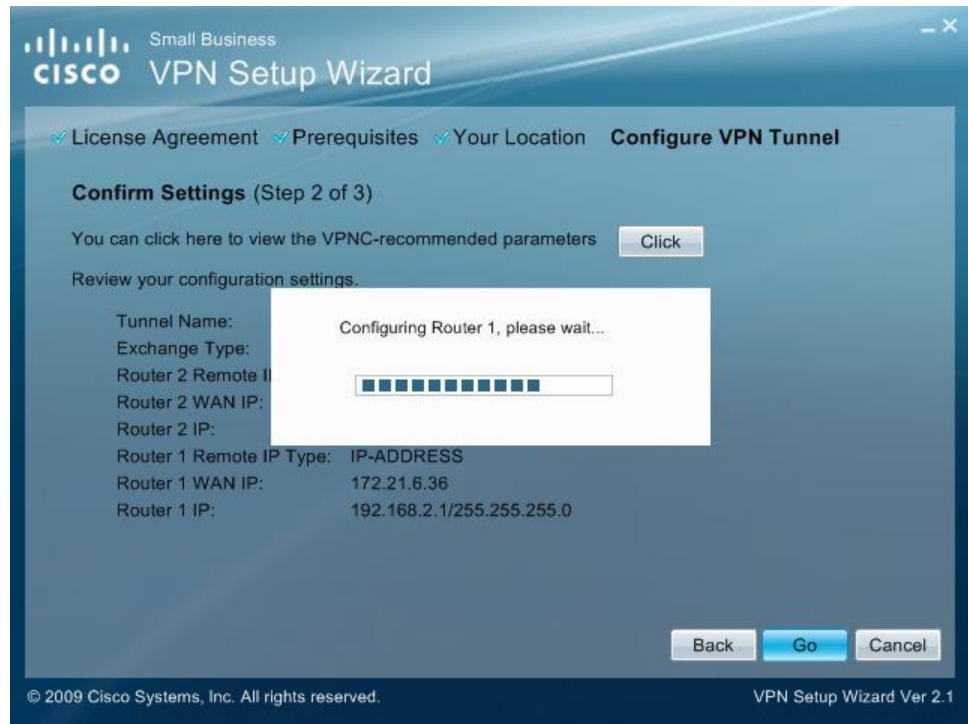 Small Business
CISCO VPN Setup Wizard
License Agreement Prerequisites Your Location Configure VPN Tunnel
Confirm Settings (Step 2 of 3)
You can click here to view the VPNC-recommended parameters Click
Review your configuration settings.
Configuring Router 1, please wait...
Tunnel Name:
Exchange Type:
Router 2 Remote
Router 2 WAN IP:
Router 2 IP:
Router 1 Remote IP Type: IP-ADDRESS
Router 1 WAN IP: 172.21.6.36
Router 1 IP: 192.168.2.1/255.255.255.0
Back Go Cancel
© 2009 Cisco Systems, Inc. All rights reserved. VPN Setup Wizard Ver 2.1